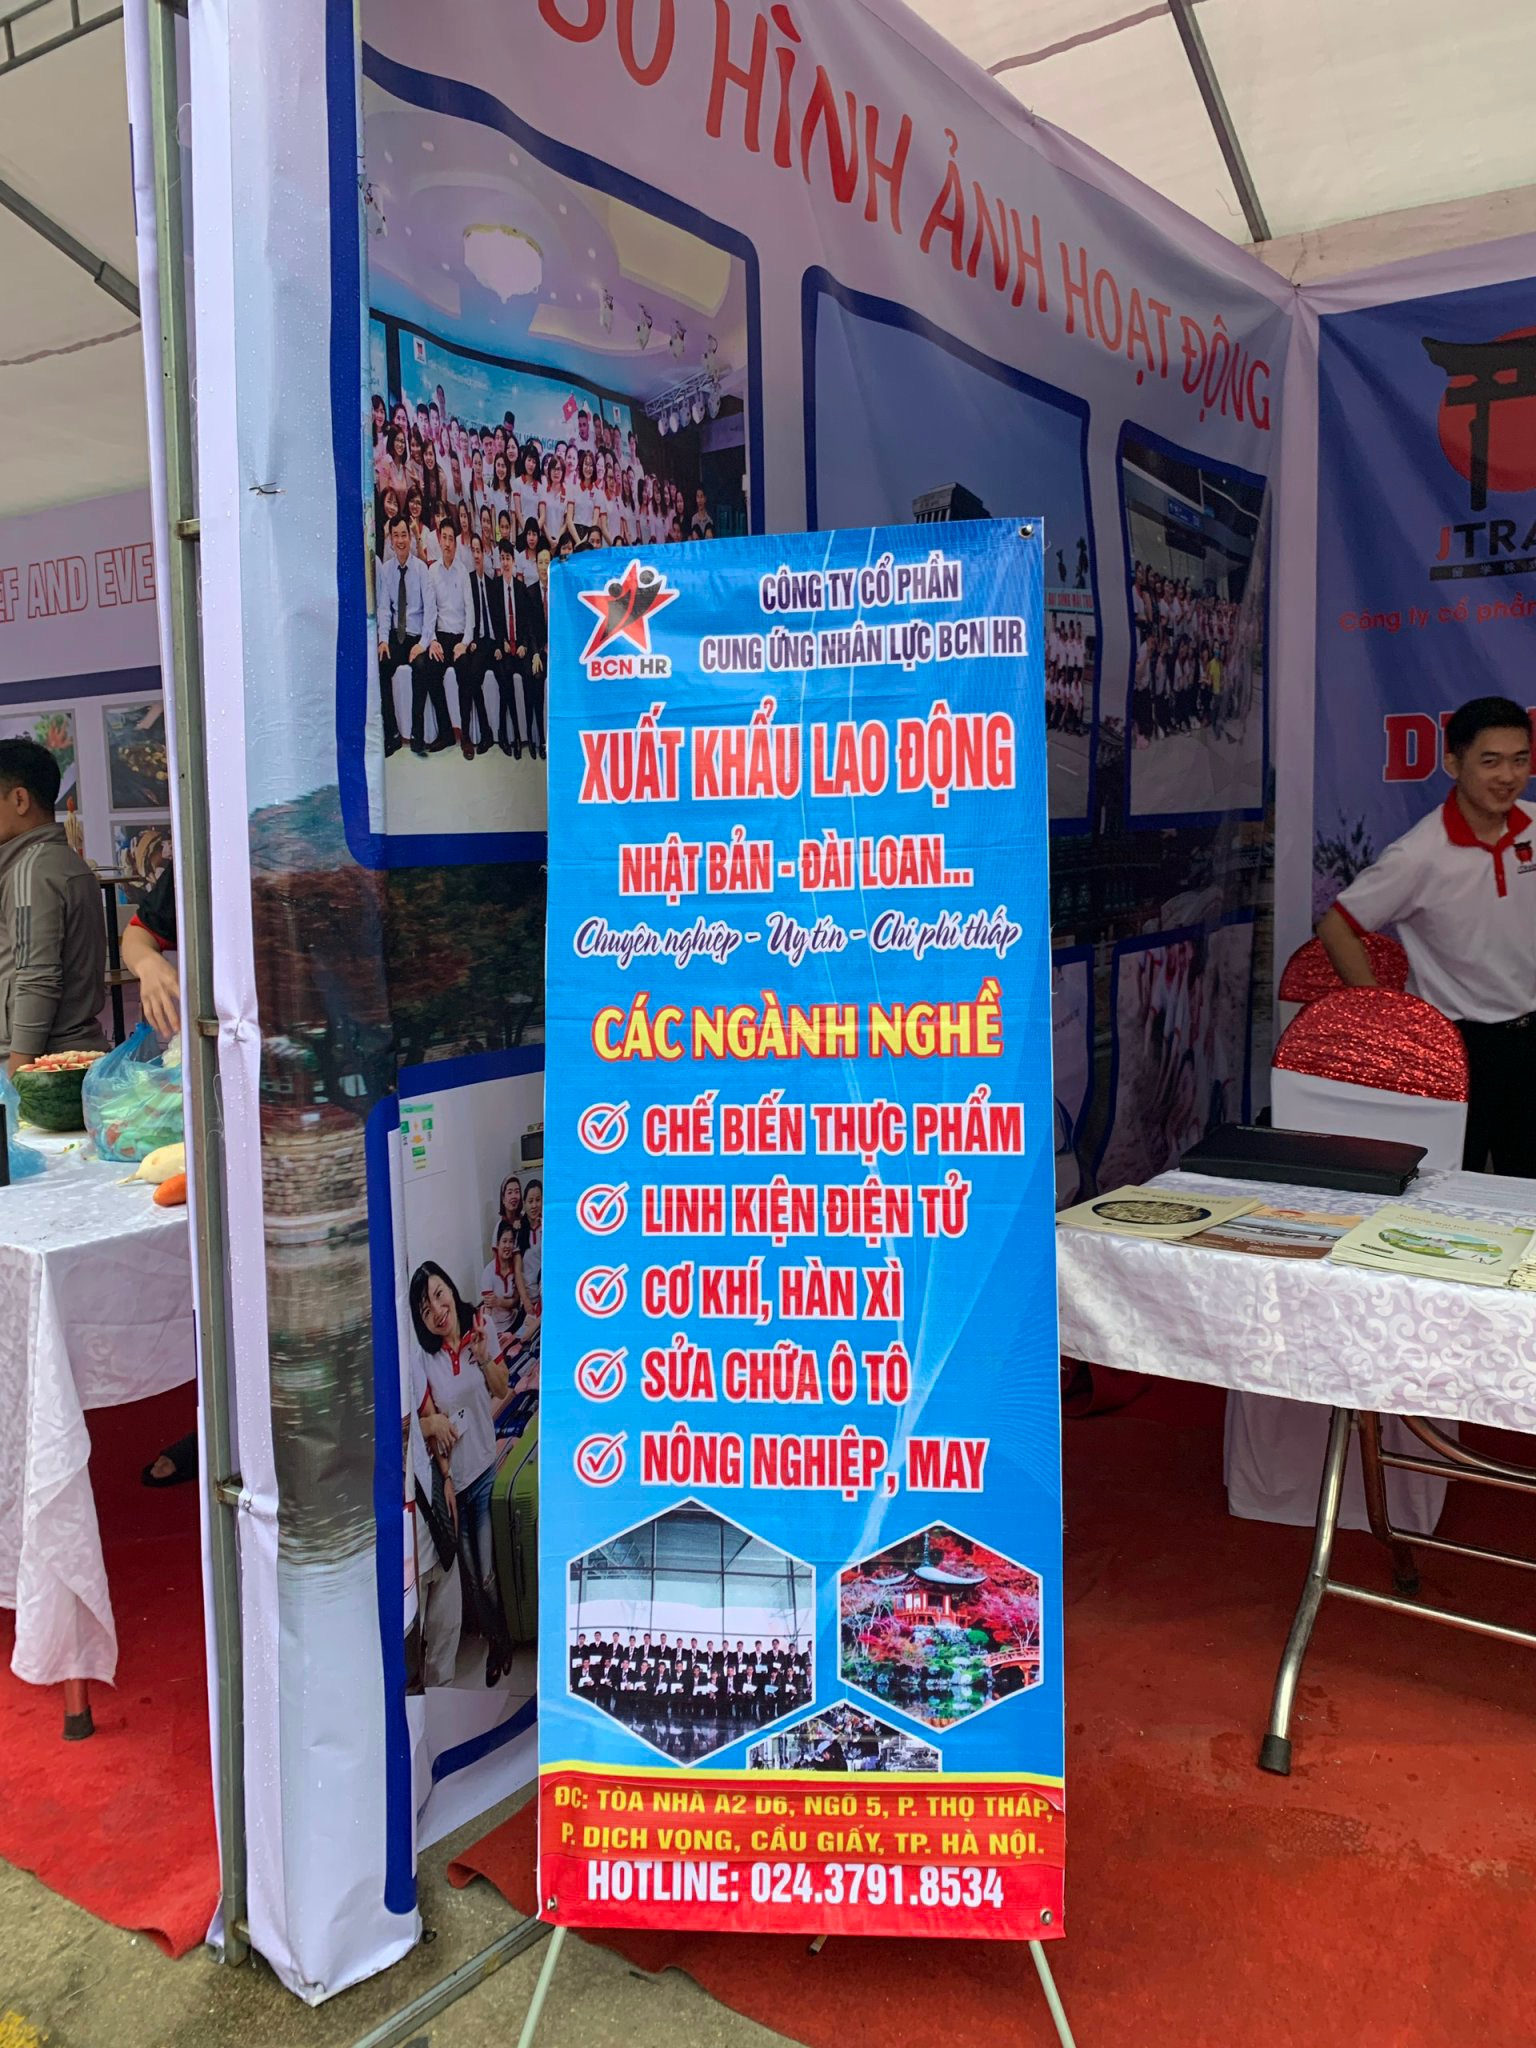 HÌNH ẢNH HOẠT ĐỘNG
EF AND EVE
JTRA
Công ty cổ phần
BCN HR
CÔNG TY CỔ PHẦN
CUNG ỨNG NHÂN LỰC BCN HR
XUẤT KHẨU LAO ĐỘNG
NHẬT BẢN - ĐÀI LOAN...
Chuyên nghiệp - Uy tín - Chi phí thấp
CÁC NGÀNH NGHỀ
CHẾ BIẾN THỰC PHẨM
LINH KIỆN ĐIỆN TỬ
CƠ KHÍ, HÀN XÌ
SỬA CHỮA Ô TÔ
NÔNG NGHIỆP, MAY
ĐC: TÒA NHÀ A2 D6, NGÕ 5, P. THỌ THÁP,
P. DỊCH VỌNG, CẦU GIẤY, TP. HÀ NỘI.
HOTLINE: 024.3791.8534